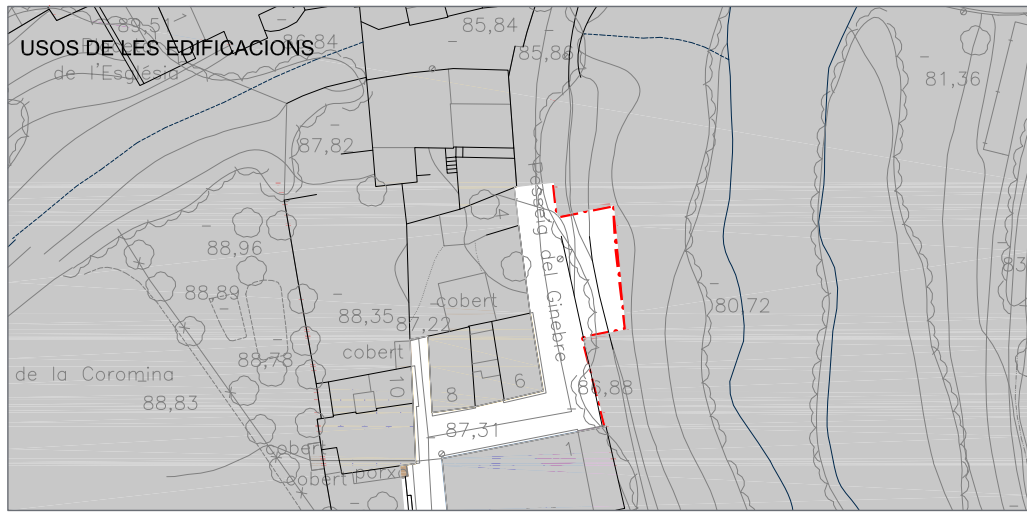 89,51
86,84
85,84
USOS DE LES EDIFICACIONS
85,86
de l'Església
81,36
87,82
4
Passeig del Ginebre
88,96
88,89
cobert
80,72
88,35
87,22
cobert
88,78
de la Coromina
10
8
6
86,88
88,83
87,31
cobert
1
cobert
porxo